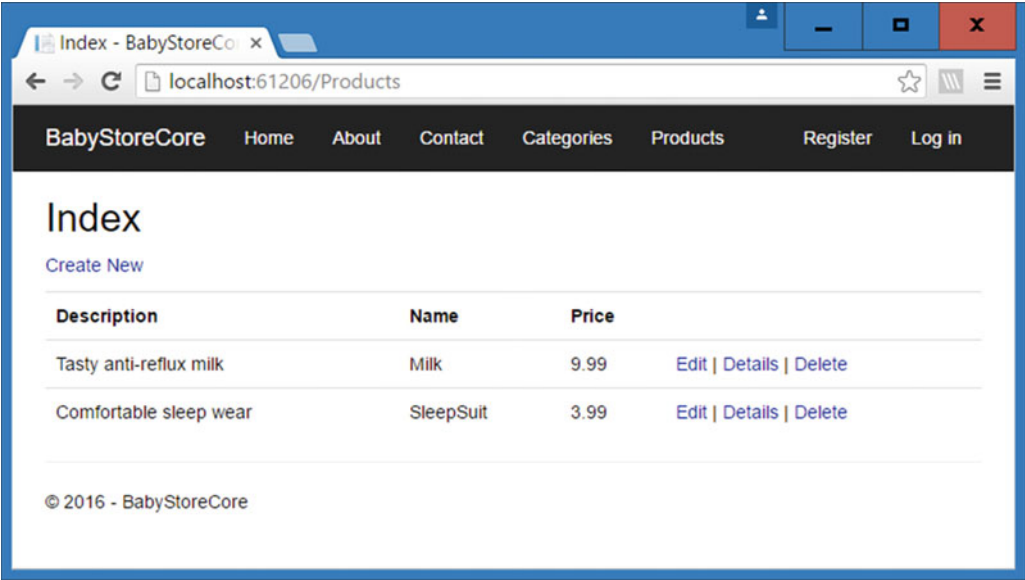 Index - BabyStoreCo
localhost:61206/Products
BabyStoreCore Home About Contact Categories Products Register Log in
Index
Create New
Description Name Price
Tasty anti-reflux milk Milk 9.99 Edit | Details | Delete
Comfortable sleep wear SleepSuit 3.99 Edit | Details | Delete
© 2016 - BabyStoreCore